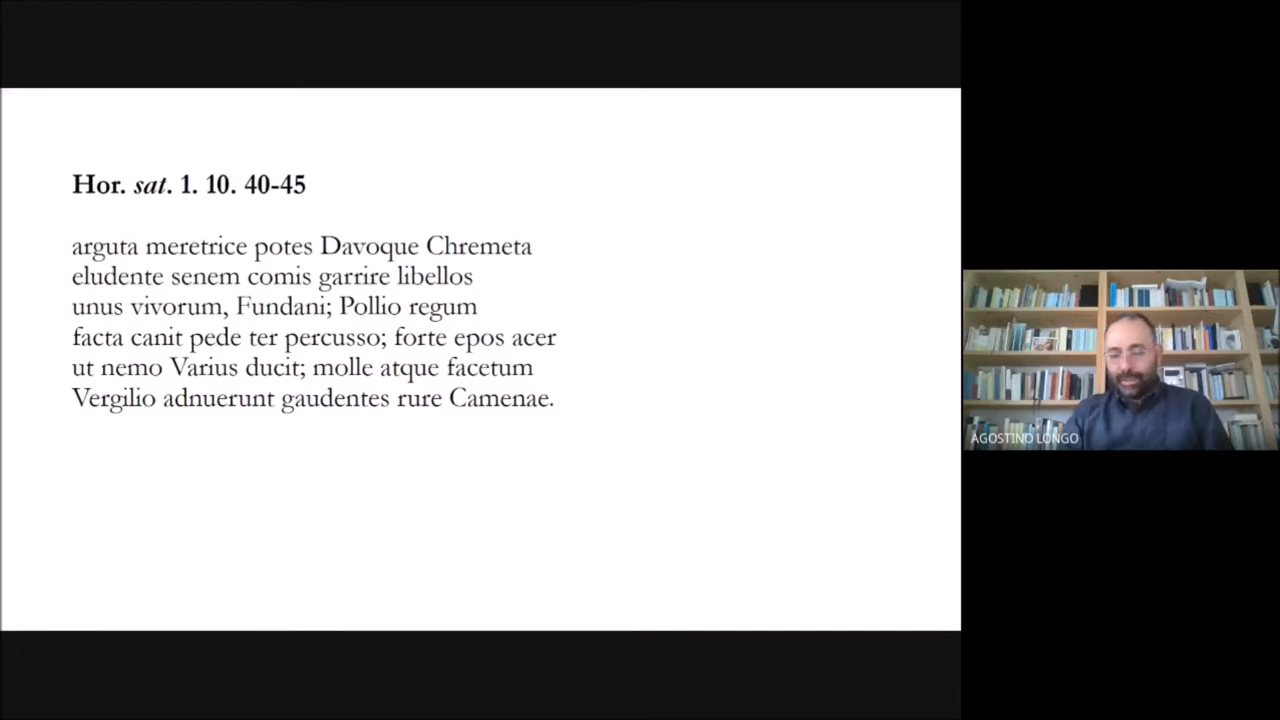 Hor. sat. 1. 10. 40-45
arguta meretrice potes Davoque Chremeta
eludente senem comis garrire libellos
unus vivorum, Fundani; Pollio regum
facta canit pede ter percusso; forte epos acer
ut nemo Varius ducit; molle atque facetum
Vergilio adnuerunt gaudentes rure Camenae.
AGOSTINO LONGO